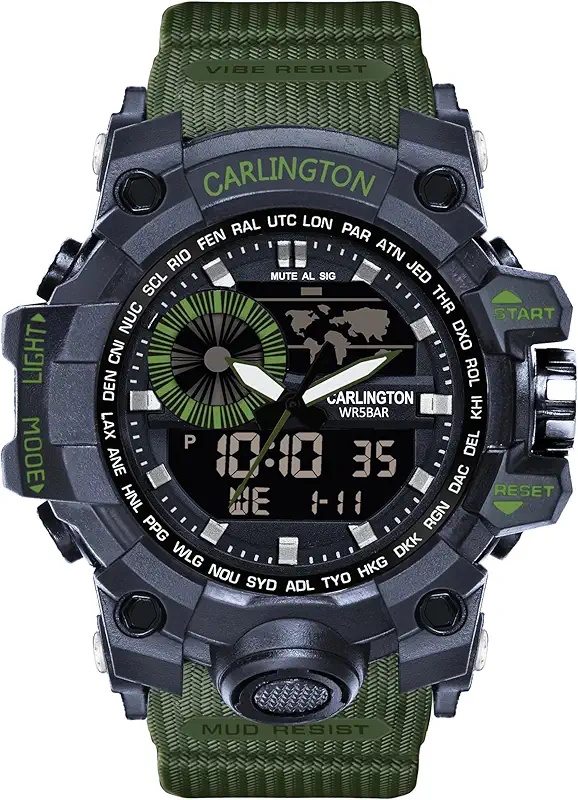 VIBE RESIST
CARLINGTON
DEN CNI NUC SCL RIO FEN RAL UTC LON PAR ATN JED THR DXO ROL KHI DEL DAC RGN DKK HKG TYO ADL SYD NOU WLG PPG HNL ANE LAX
MUTE AL SIG
START
LIGHT
CARLINGTON
WR5BAR
MODE
P 10:10 35
WE 1-11
RESET
CARLINGTON
MUD RESIST